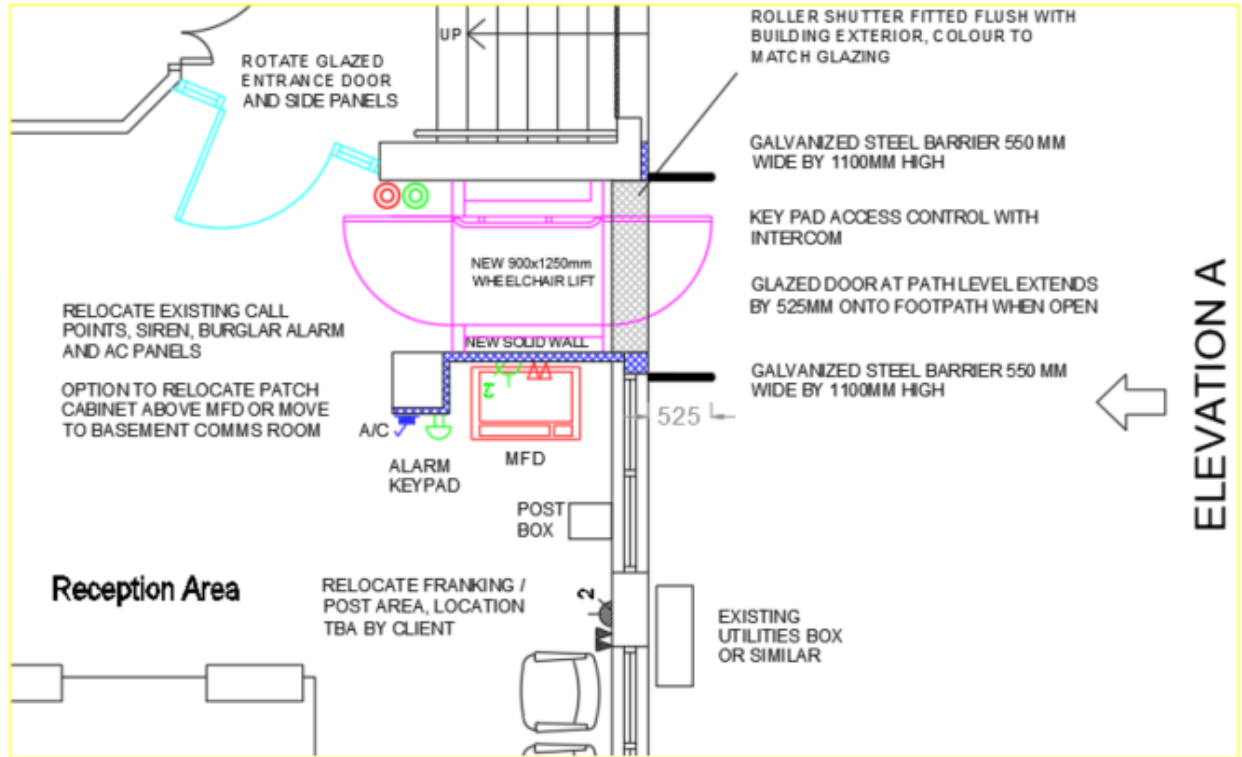 ROLLER SHUTTER FITTED FLUSH WITH
BUILDING EXTERIOR, COLOUR TO
MATCH GLAZING
UP
ROTATE GLAZED
ENTRANCE DOOR
AND SIDE PANELS
GALVANIZED STEEL BARRIER 550 MM
WIDE BY 1100MM HIGH
KEY PAD ACCESS CONTROL WITH
INTERCOM
NEW 900x1250mm
WHEELCHAIR LIFT
GLAZED DOOR AT PATH LEVEL EXTENDS
BY 525MM ONTO FOOTPATH WHEN OPEN
RELOCATE EXISTING CALL
POINTS, SIREN, BURGLAR ALARM
AND AC PANELS
NEW SOLID WALL
GALVANIZED STEEL BARRIER 550 MM
WIDE BY 1100MM HIGH
ELEVATION A
OPTION TO RELOCATE PATCH
CABINET ABOVE MFD OR MOVE
TO BASEMENT COMMS ROOM
2
525
A/C
ALARM
KEYPAD
MFD
POST
BOX
Reception Area
RELOCATE FRANKING /
POST AREA, LOCATION
TBA BY CLIENT
2
EXISTING
UTILITIES BOX
OR SIMILAR